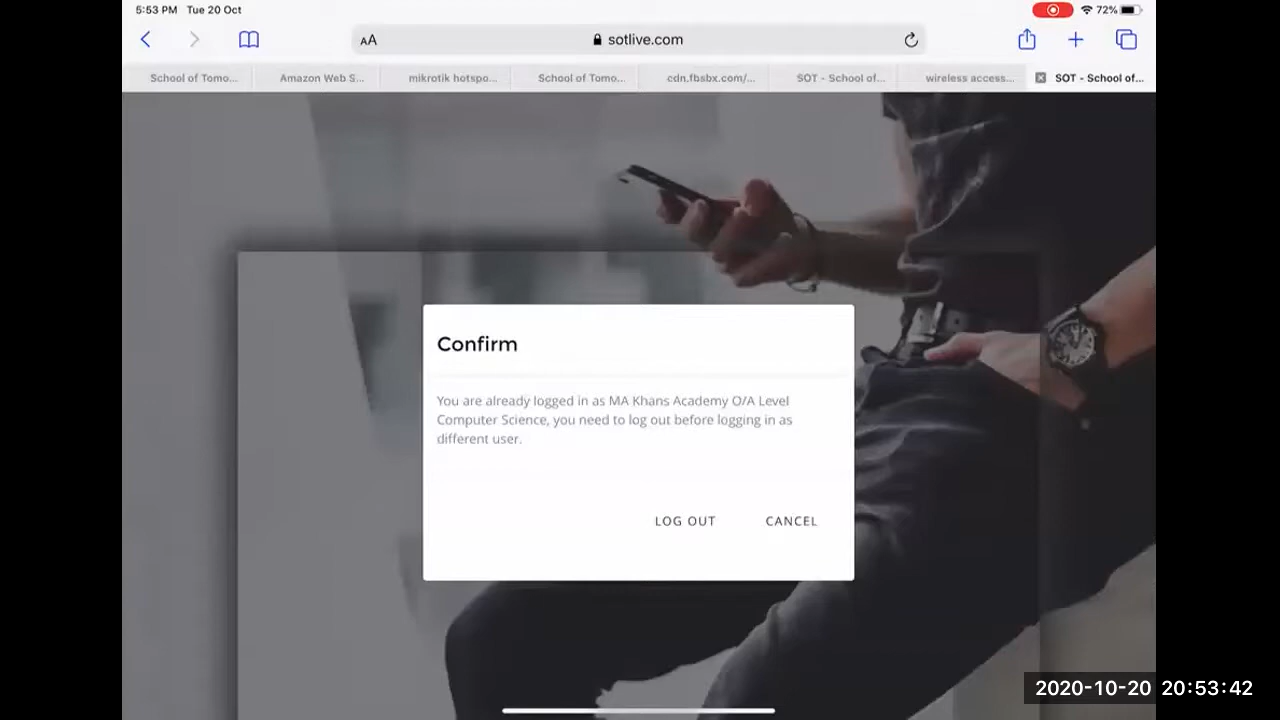 5:53 PM Tue 20 Oct
72%
AA
sotlive.com
School of Tomo...
Amazon Web S...
mikrotik hotspo...
School of Tomo...
cdn.fbsbx.com/...
SOT - School of...
wireless access...
SOT - School of...
Confirm
You are already logged in as MA Khans Academy O/A Level
Computer Science, you need to log out before logging in as
different user.
LOG OUT CANCEL
2020-10-20 20:53:42